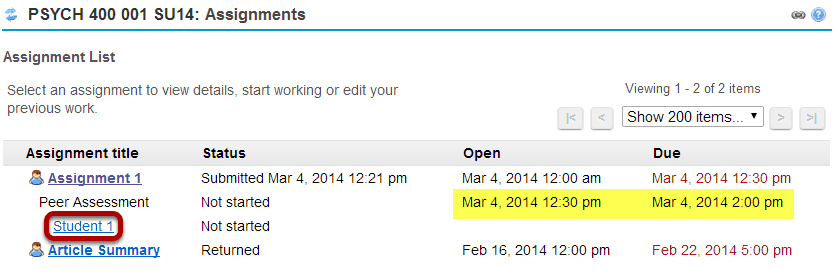 PSYCH 400 001 SU14: Assignments
Assignment List
Select an assignment to view details, start working or edit your
previous work.
Viewing 1 - 2 of 2 items
|< < Show 200 items... > >|
Assignment title Status Open Due
Assignment 1 Submitted Mar 4, 2014 12:21 pm Mar 4, 2014 12:00 am Mar 4, 2014 12:30 pm
Peer Assessment Not started Mar 4, 2014 12:30 pm Mar 4, 2014 2:00 pm
Student 1 Not started
Article Summary Returned Feb 16, 2014 12:00 pm Feb 22, 2014 5:00 pm